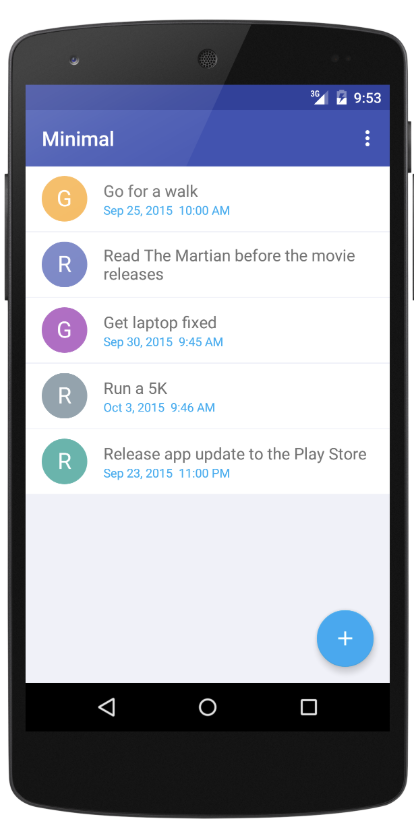 3G 9:53
Minimal
G Go for a walk
Sep 25, 2015 10:00 AM
R Read The Martian before the movie
releases
G Get laptop fixed
Sep 30, 2015 9:45 AM
R Run a 5K
Oct 3, 2015 9:46 AM
R Release app update to the Play Store
Sep 23, 2015 11:00 PM
+